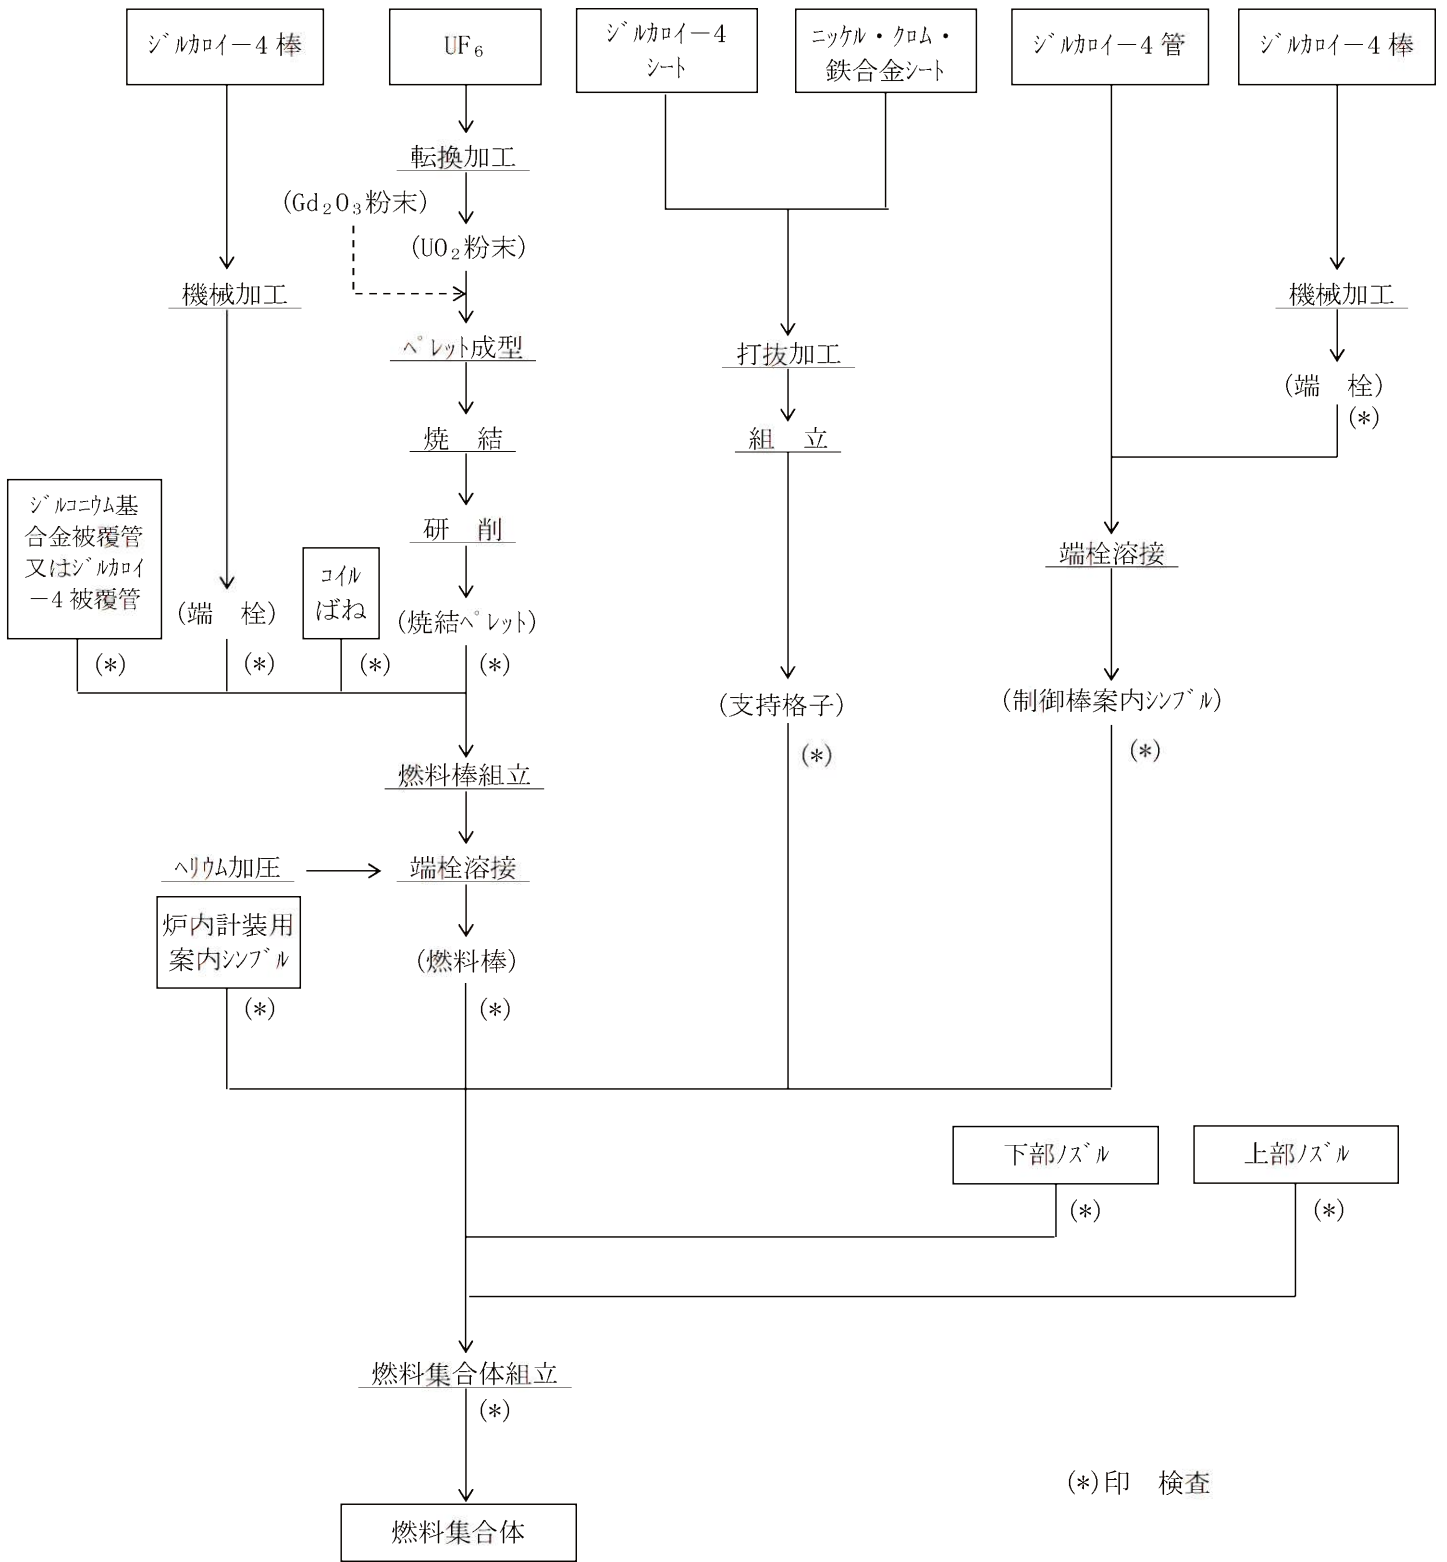 ｼﾞﾙｶﾛｲ－4棒
UF₆
ｼﾞﾙｶﾛｲ－4
ｼｰﾄ
ﾆｯｹﾙ・ｸﾛﾑ・
鉄合金ｼｰﾄ
ｼﾞﾙｶﾛｲ－4管
ｼﾞﾙｶﾛｲ－4棒
転換加工
(Gd₂O₃粉末)
(UO₂粉末)
機械加工
機械加工
ﾍﾟﾚｯﾄ成型
打抜加工
(端　栓)
(*)
焼　結
組　立
ｼﾞﾙｺﾆｳﾑ基
合金被覆管
又はｼﾞﾙｶﾛｲ
－4被覆管
(*)
研　削
端栓溶接
ｺｲﾙ
ばね
(*)
(端　栓)
(*)
(焼結ﾍﾟﾚｯﾄ)
(*)
(支持格子)
(*)
(制御棒案内ｼﾝﾌﾞﾙ)
(*)
燃料棒組立
ﾍﾘｳﾑ加圧
端栓溶接
炉内計装用
案内ｼﾝﾌﾞﾙ
(*)
(燃料棒)
(*)
下部ﾉｽﾞﾙ
(*)
上部ﾉｽﾞﾙ
(*)
燃料集合体組立
(*)
(*)印　検査
燃料集合体